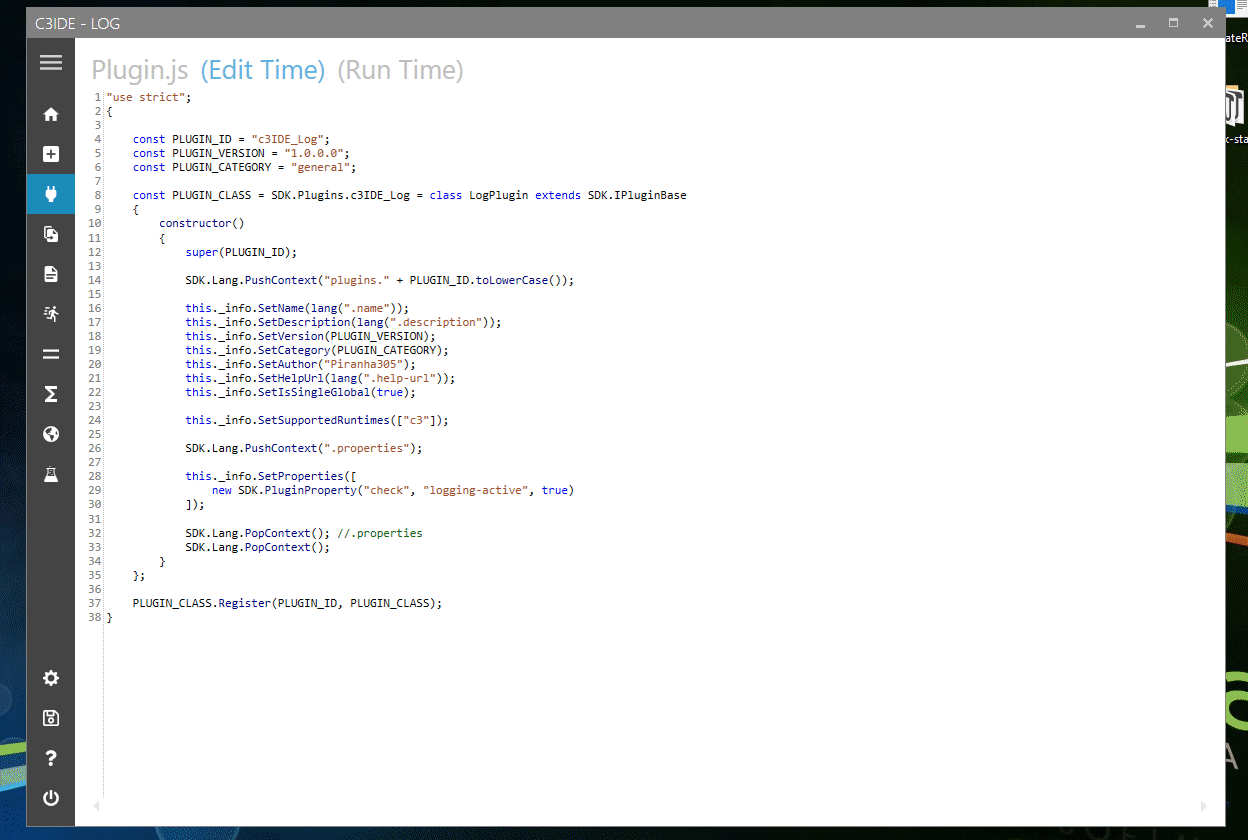 C3IDE - LOG
Plugin.js (Edit Time) (Run Time)
1 "use strict";
2 {
3
4     const PLUGIN_ID = "c3IDE_Log";
5     const PLUGIN_VERSION = "1.0.0.0";
6     const PLUGIN_CATEGORY = "general";
7
8     const PLUGIN_CLASS = SDK.Plugins.c3IDE_Log = class LogPlugin extends SDK.IPluginBase
9     {
10         constructor()
11         {
12             super(PLUGIN_ID);
13
14             SDK.Lang.PushContext("plugins." + PLUGIN_ID.toLowerCase());
15
16             this._info.SetName(lang(".name"));
17             this._info.SetDescription(lang(".description"));
18             this._info.SetVersion(PLUGIN_VERSION);
19             this._info.SetCategory(PLUGIN_CATEGORY);
20             this._info.SetAuthor("Piranha305");
21             this._info.SetHelpUrl(lang(".help-url"));
22             this._info.SetIsSingleGlobal(true);
23
24             this._info.SetSupportedRuntimes(["c3"]);
25
26             SDK.Lang.PushContext(".properties");
27
28             this._info.SetProperties([
29                 new SDK.PluginProperty("check", "logging-active", true)
30             ]);
31
32             SDK.Lang.PopContext(); //.properties
33             SDK.Lang.PopContext();
34         }
35     };
36
37     PLUGIN_CLASS.Register(PLUGIN_ID, PLUGIN_CLASS);
38 }
ateR
k-sta